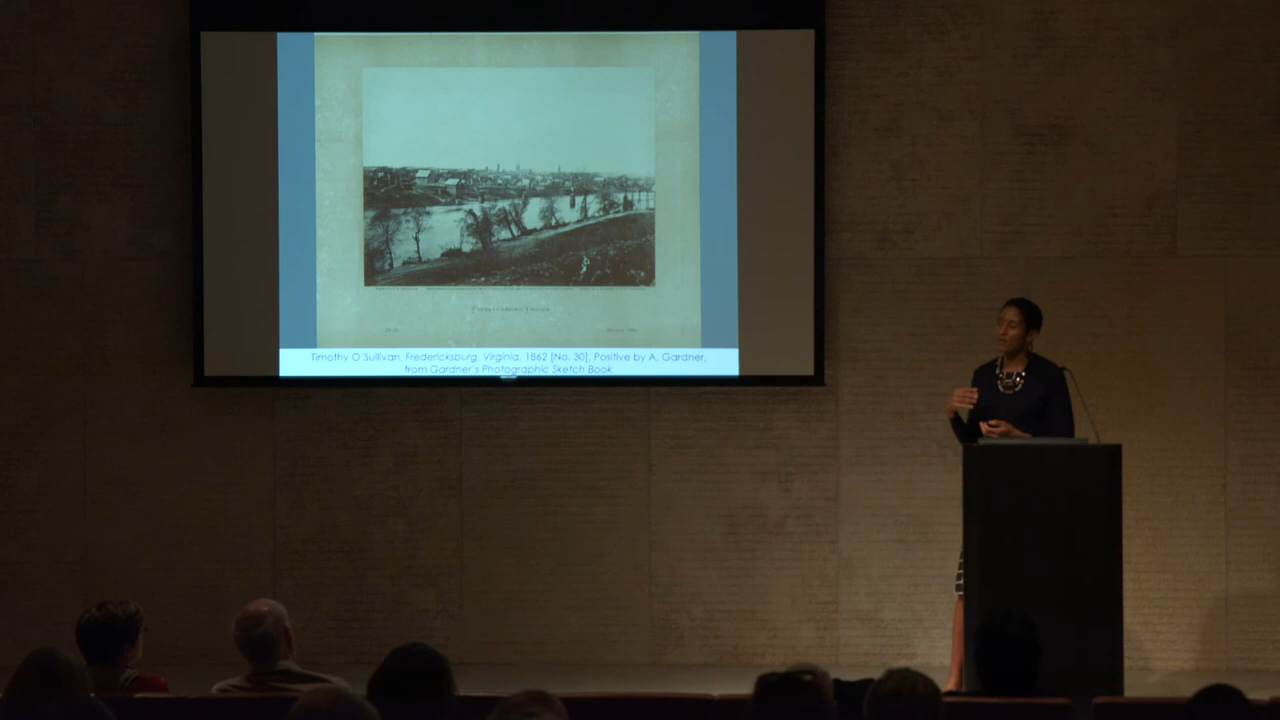 Timothy O'Sullivan, Fredericksburg, Virginia, 1862 [No. 30], Positive by A. Gardner,
from Gardner's Photographic Sketch Book